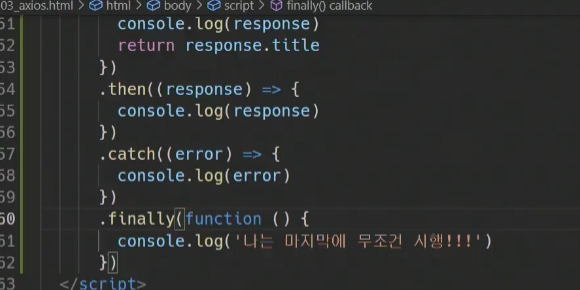 03_axios.html > html > body > script > finally() callback
51 console.log(response)
52 return response.title
53 })
54 .then((response) => {
55 console.log(response)
56 })
57 .catch((error) => {
58 console.log(error)
59 })
60 .finally(function () {
61 console.log('나는 마지막에 무조건 시행!!!')
62 })
63 </script>